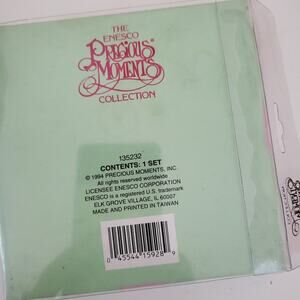 THE
ENESCO
PRECIOUS®
MOMENTS
COLLECTION
135232
CONTENTS: 1 SET
© 1994 PRECIOUS MOMENTS, INC.
All rights reserved worldwide
LICENSEE ENESCO CORPORATION
ENESCO is a registered U.S. trademark
ELK GROVE VILLAGE, IL 60007
MADE AND PRINTED IN TAIWAN
0 45544 15928 9